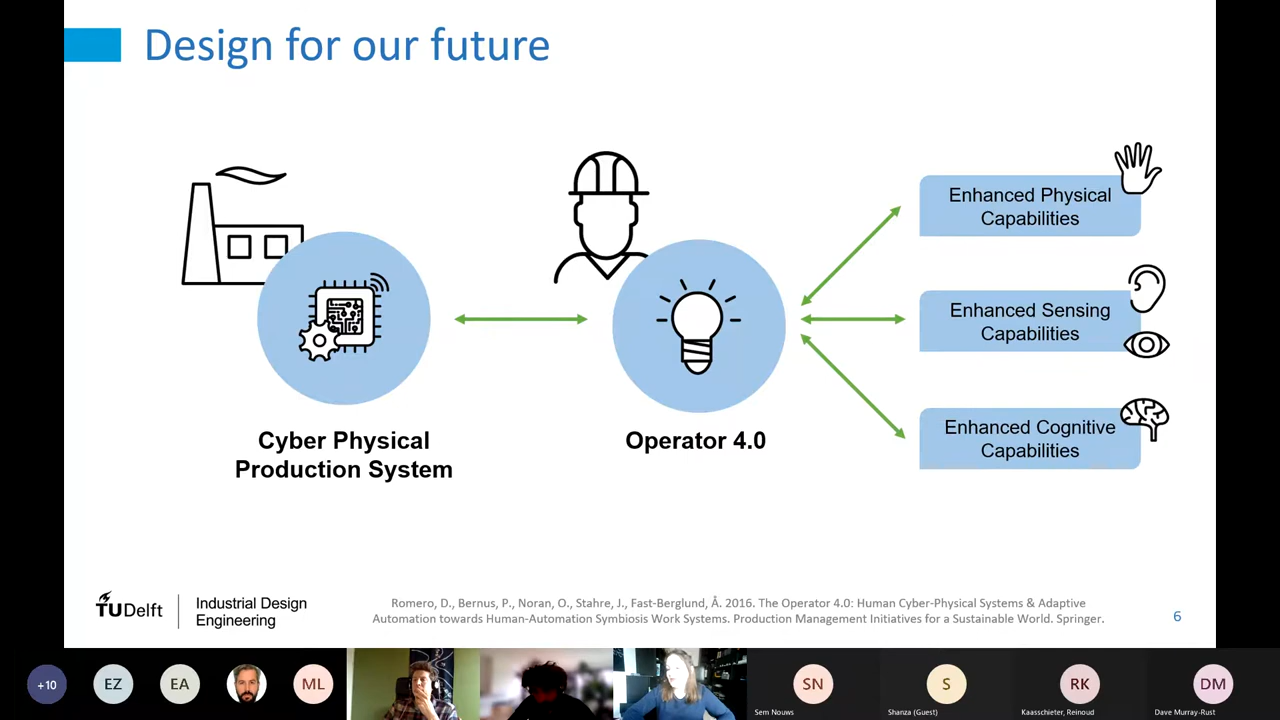 Design for our future
Enhanced Physical
Capabilities
Enhanced Sensing
Capabilities
Enhanced Cognitive
Capabilities
Cyber Physical
Production System
Operator 4.0
TUDelft
Industrial Design
Engineering
Romero, D., Bernus, P., Noran, O., Stahre, J., Fast-Berglund, Å. 2016. The Operator 4.0: Human Cyber-Physical Systems & Adaptive
Automation towards Human-Automation Symbiosis Work Systems. Production Management Initiatives for a Sustainable World. Springer.
6
+10
EZ
EA
ML
SN
S
RK
DM
Sem Nouws
Shanza (Guest)
Kaasschieter, Reinoud
Dave Murray-Rust